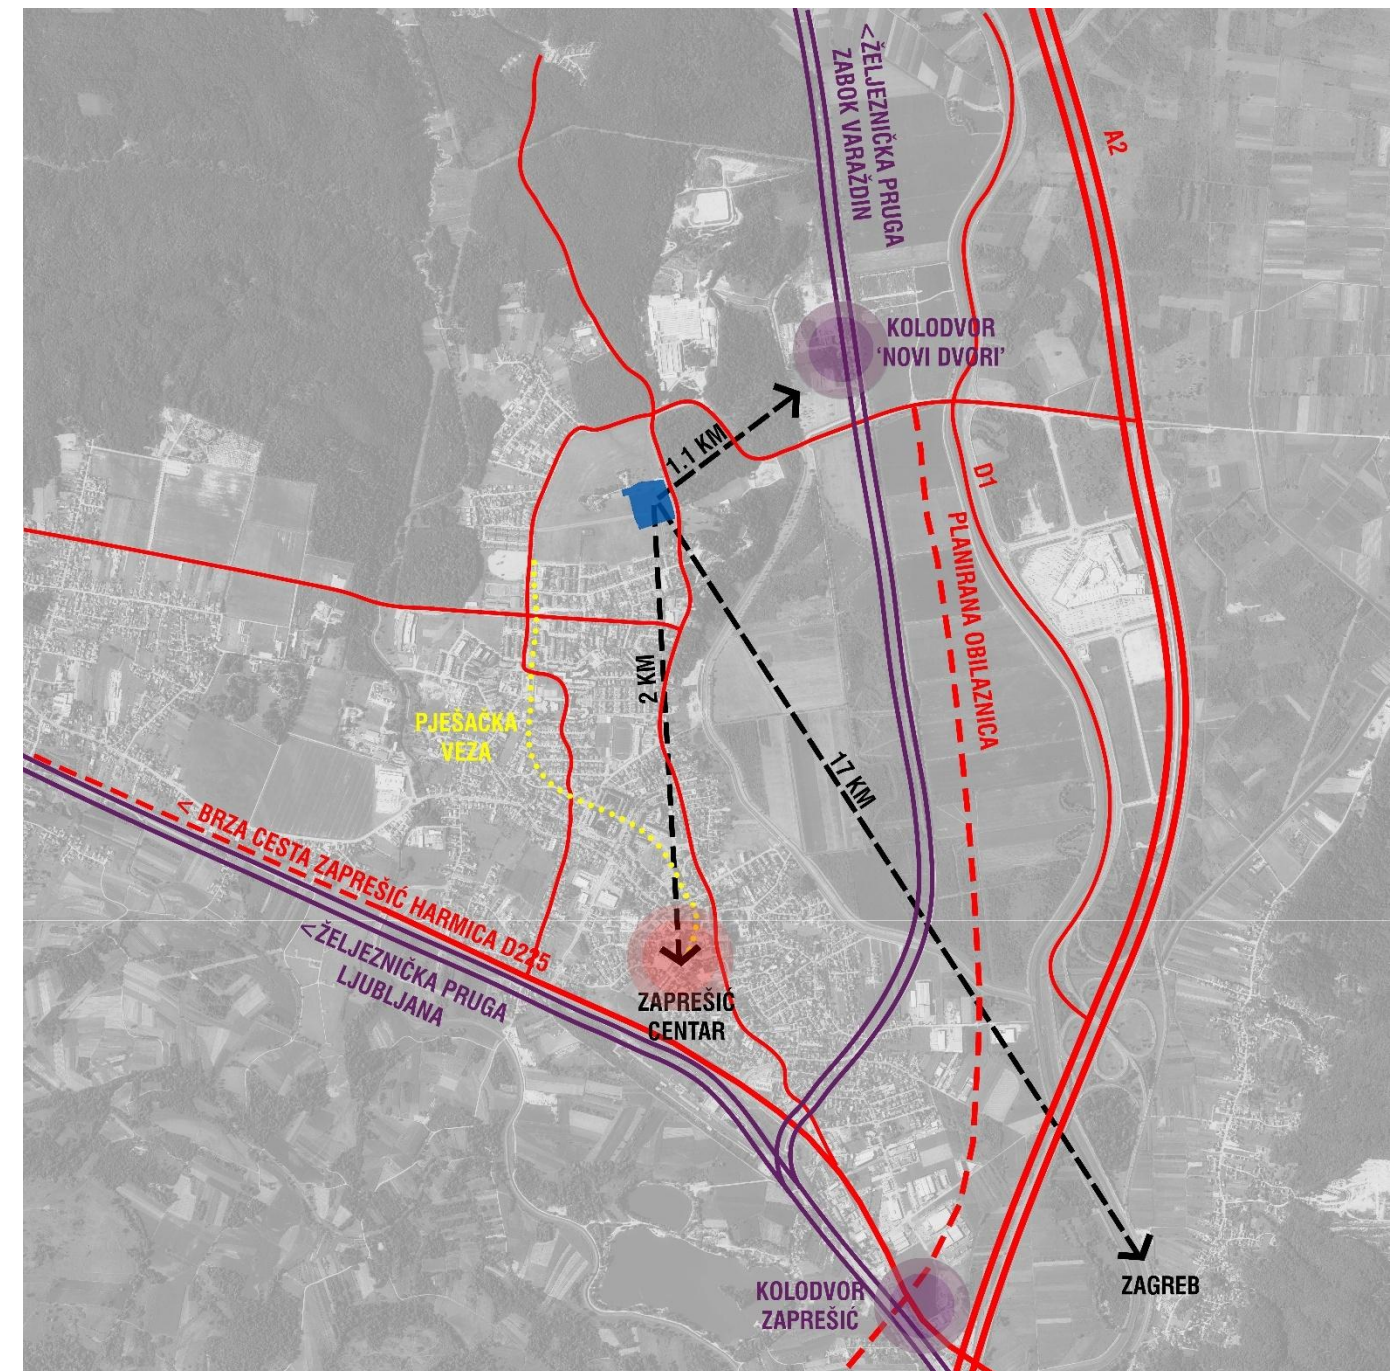 <ŽELJEZNIČKA PRUGA
ZABOK VARAŽDIN
A2
KOLODVOR
‘NOVI DVORI’
1.1 KM
D1
PLANIRANA OBILAZNICA
2 KM
PJEŠAČKA
VEZA
17 KM
< BRZA CESTA ZAPREŠIĆ HARMICA D225
<ŽELJEZNIČKA PRUGA
LJUBLJANA
ZAPREŠIĆ
CENTAR
ZAGREB
KOLODVOR
ZAPREŠIĆ